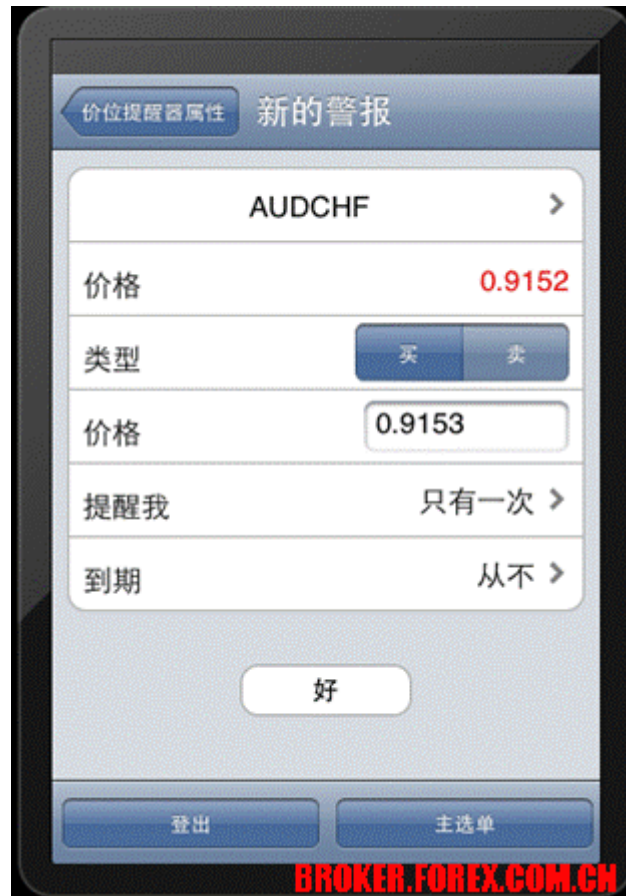 价位提醒器属性 新的警报
AUDCHF
价格 0.9152
类型 买 卖
价格 0.9153
提醒我 只有一次
到期 从不
好
登出 主选单
BROKER.FOREX.COM.CN